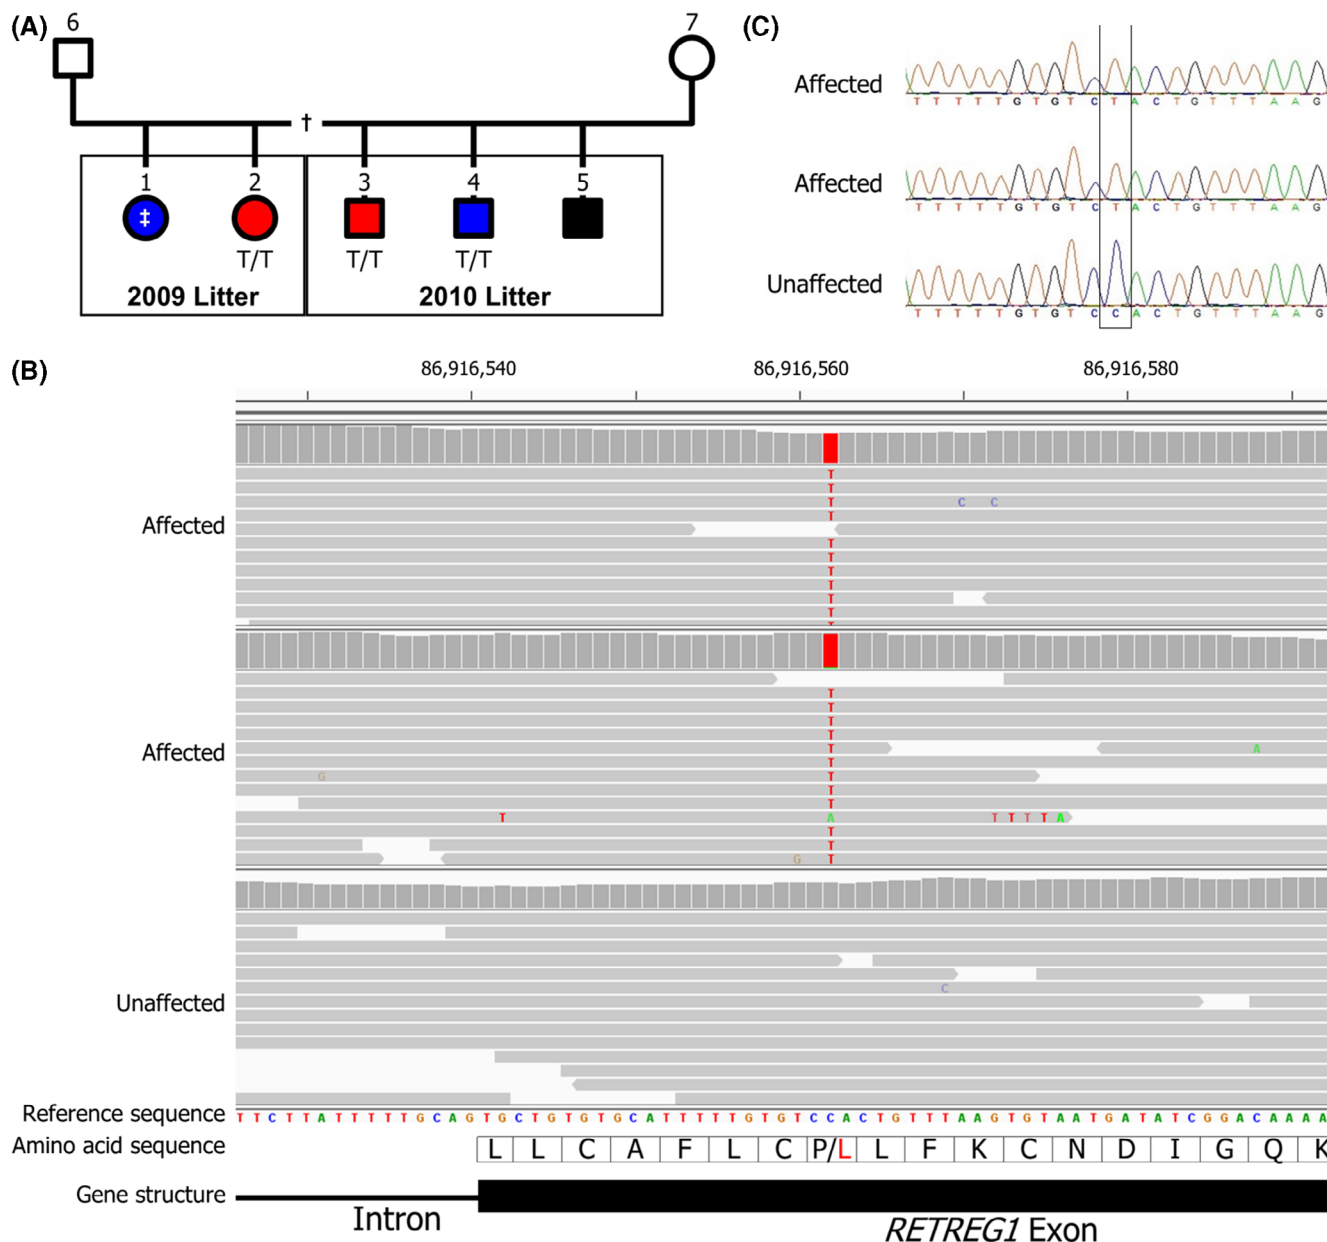 (A)
6
7
†
1
2
3
4
5
‡
T/T
T/T
T/T
2009 Litter
2010 Litter
(C)
Affected
T T T T T G T G T C T A C T G T T T A A G
Affected
T T T T T G T G T C T A C T G T T T A A G
Unaffected
T T T T T G T G T C C A C T G T T T A A G
(B)
86,916,540
86,916,560
86,916,580
T
T
T
C C
T
Affected
T
T
T
T
T
T
T
T
T
T
T
Affected
T
A
T
G
T
T
T
T
A
T T T T A
T
T
G
T
C
Unaffected
Reference sequence
T T C T T A T T T T T G C A G T G C T G T G T G C A T T T T T G T G T C C A C T G T T T A A G T G T A A T G A T A T C G G A C A A A A
Amino acid sequence
L L C A F L C P/L L F K C N D I G Q K
Gene structure
Intron
RETREG1 Exon